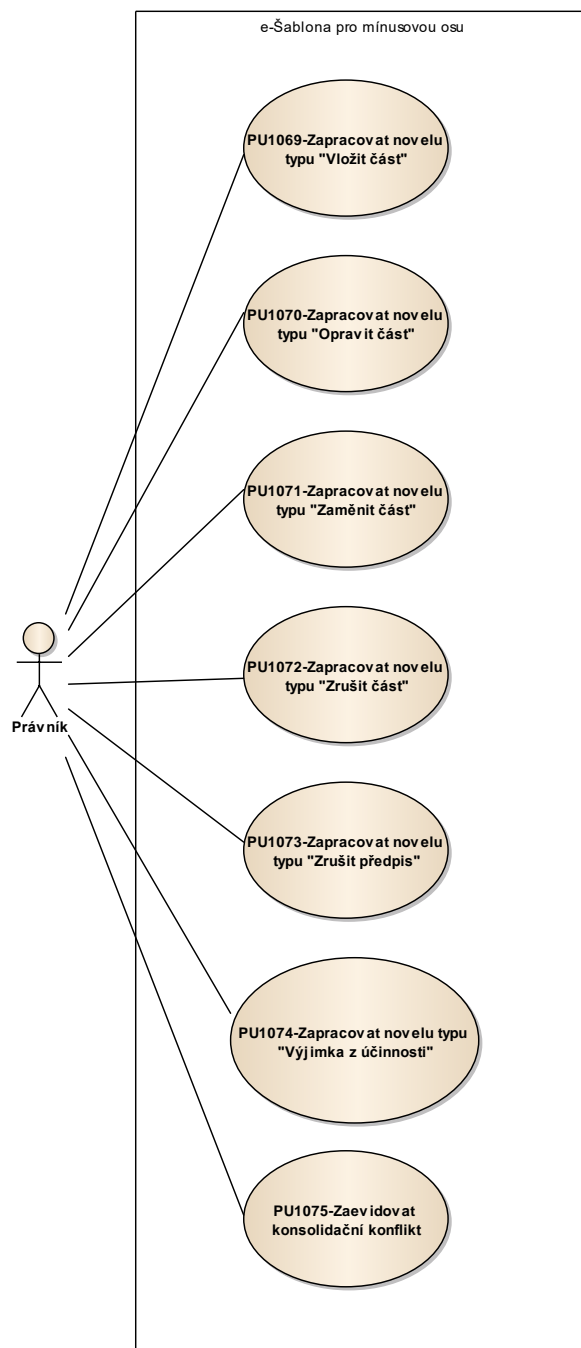 e-Šablona pro mínusovou osu
PU1069-Zapracovat novelu
typu "Vložit část"
PU1070-Zapracovat novelu
typu "Opravit část"
PU1071-Zapracovat novelu
typu "Zaměnit část"
PU1072-Zapracovat novelu
typu "Zrušit část"
Právník
PU1073-Zapracovat novelu
typu "Zrušit předpis"
PU1074-Zapracovat novelu typu
"Výjimka z účinnosti"
PU1075-Zaevidovat
konsolidační konflikt